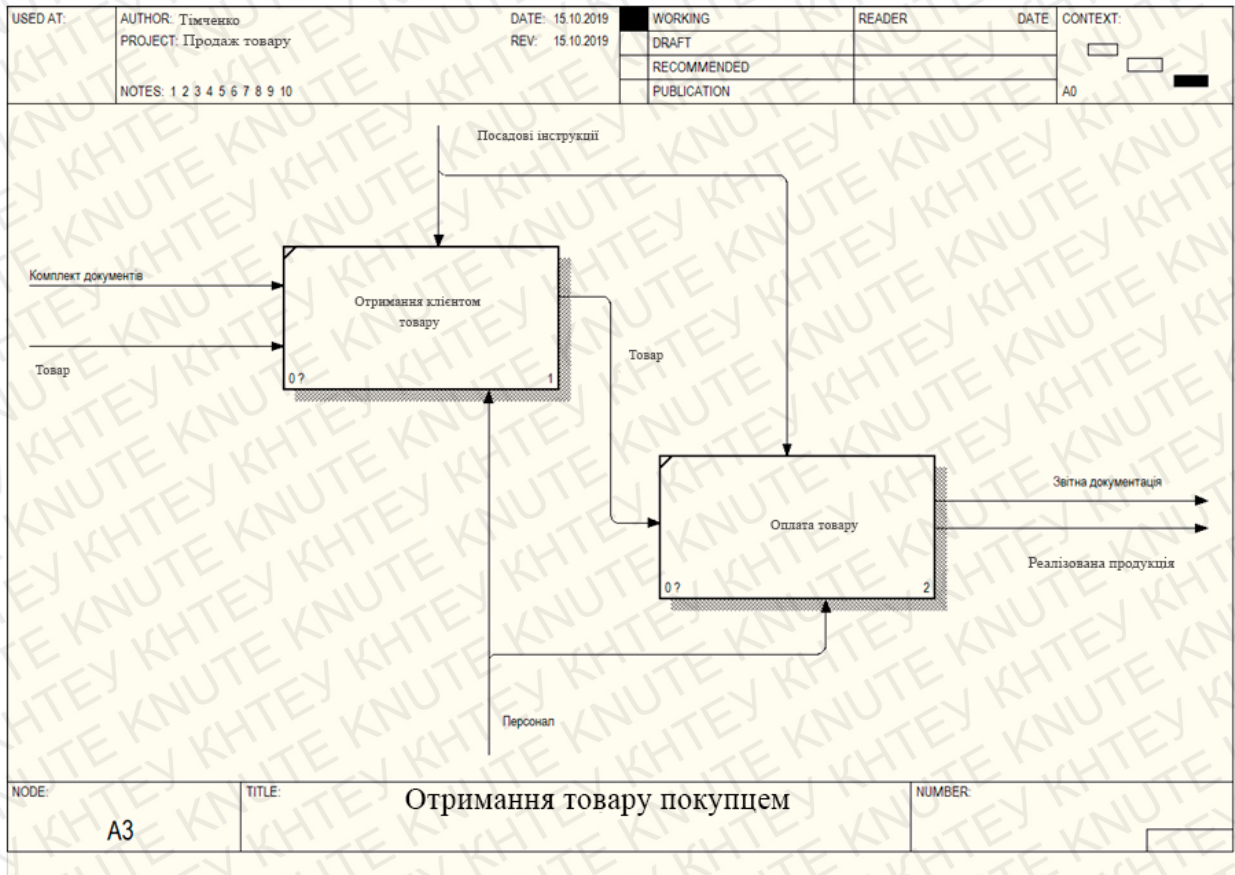 USED AT:
AUTHOR: Тімченко
DATE: 15.10.2019
WORKING
READER
DATE
CONTEXT:
PROJECT: Продаж товару
REV: 15.10.2019
DRAFT
RECOMMENDED
NOTES: 1 2 3 4 5 6 7 8 9 10
PUBLICATION
A0
Посадові інструкції
Комплект документів
Отримання клієнтом
товару
Товар
Товар
0 ?
1
Звітна документація
Оплата товару
Реалізована продукція
0 ?
2
Персонал
NODE:
TITLE:
Отримання товару покупцем
NUMBER:
A3
KNUTE КНТЕУ